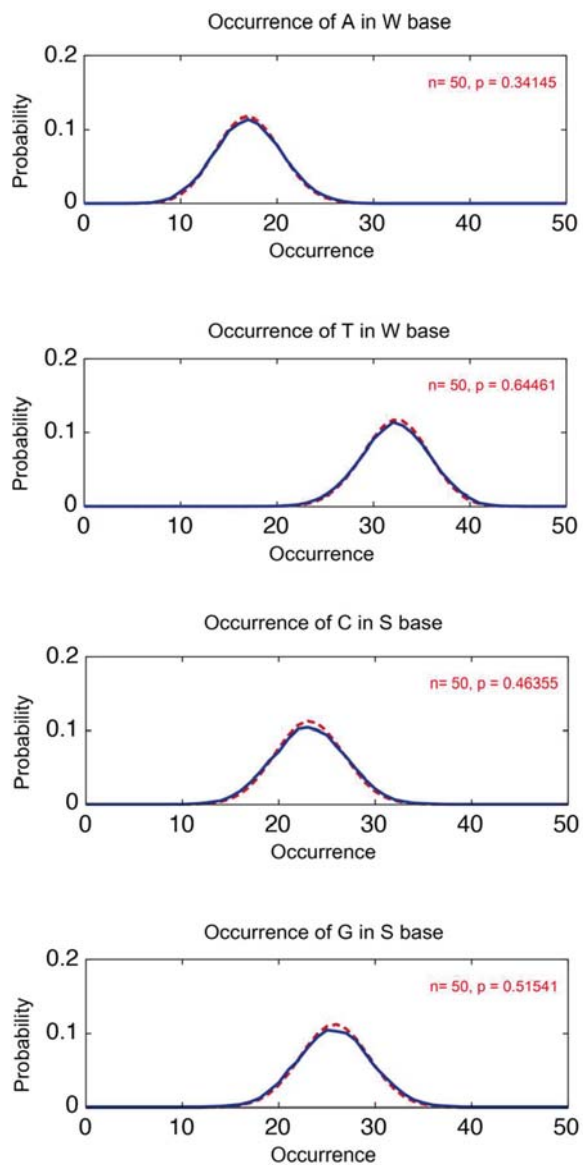 Occurrence of A in W base
0.2
n= 50, p = 0.34145
Probability
0.1
0
0 10 20 30 40 50
Occurrence
Occurrence of T in W base
0.2
n= 50, p = 0.64461
Probability
0.1
0
0 10 20 30 40 50
Occurrence
Occurrence of C in S base
0.2
n= 50, p = 0.46355
Probability
0.1
0
0 10 20 30 40 50
Occurrence
Occurrence of G in S base
0.2
n= 50, p = 0.51541
Probability
0.1
0
0 10 20 30 40 50
Occurrence